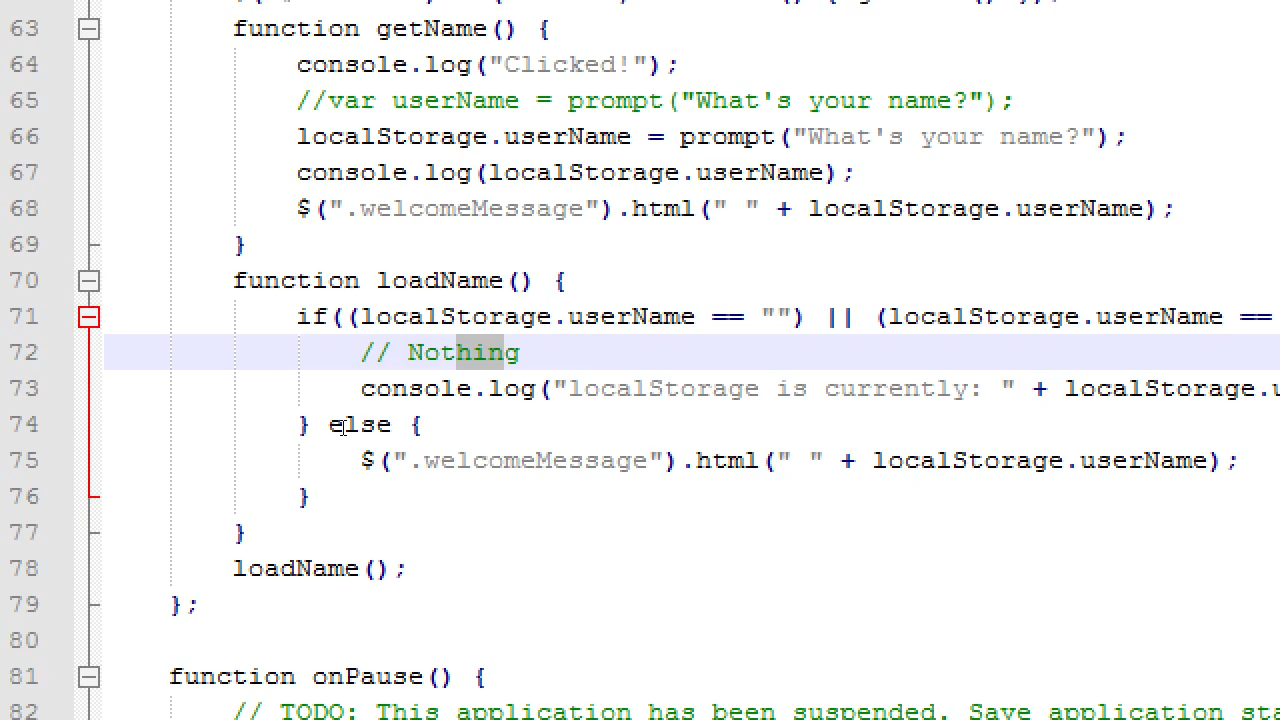 63 function getName() {
64 console.log("Clicked!");
65 //var userName = prompt("What's your name?");
66 localStorage.userName = prompt("What's your name?");
67 console.log(localStorage.userName);
68 $(".welcomeMessage").html(" " + localStorage.userName);
69 }
70 function loadName() {
71 if((localStorage.userName == "") || (localStorage.userName ==
72 // Nothing
73 console.log("localStorage is currently: " + localStorage.u
74 } else {
75 $(".welcomeMessage").html(" " + localStorage.userName);
76 }
77 }
78 loadName();
79 };
80
81 function onPause() {
82 // TODO: This application has been suspended. Save application sta